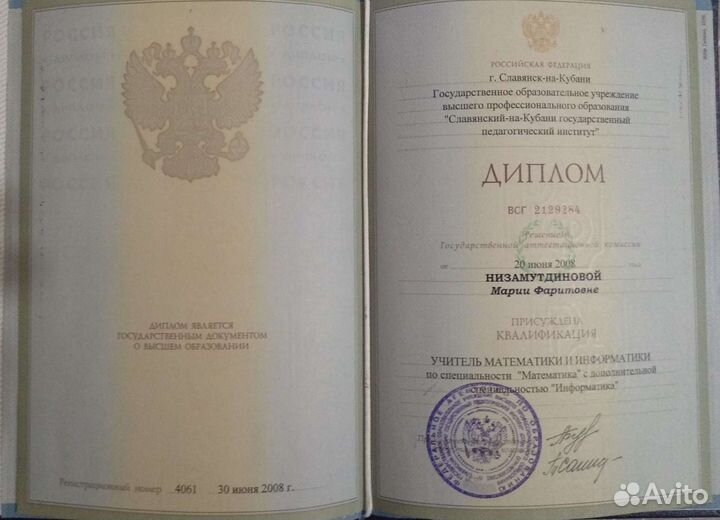 ДИПЛОМ ЯВЛЯЕТСЯ
ГОСУДАРСТВЕННЫМ ДОКУМЕНТОМ
О ВЫСШЕМ ОБРАЗОВАНИИ
Регистрационный номер 4061 30 июня 2008 г.
РОССИЙСКАЯ ФЕДЕРАЦИЯ
г. Славянск-на-Кубани
Государственное образовательное учреждение
высшего профессионального образования
"Славянский-на-Кубани государственный
педагогический институт"
ДИПЛОМ
ВСГ 2129284
Решением
Государственной аттестационной комиссии
от 20 июня 2008 года
НИЗАМУТДИНОВОЙ
Марии Фаритовне
ПРИСУЖДЕНА
КВАЛИФИКАЦИЯ
УЧИТЕЛЬ МАТЕМАТИКИ И ИНФОРМАТИКИ
по специальности "Математика" с дополнительной
специальностью "Информатика"
Avito